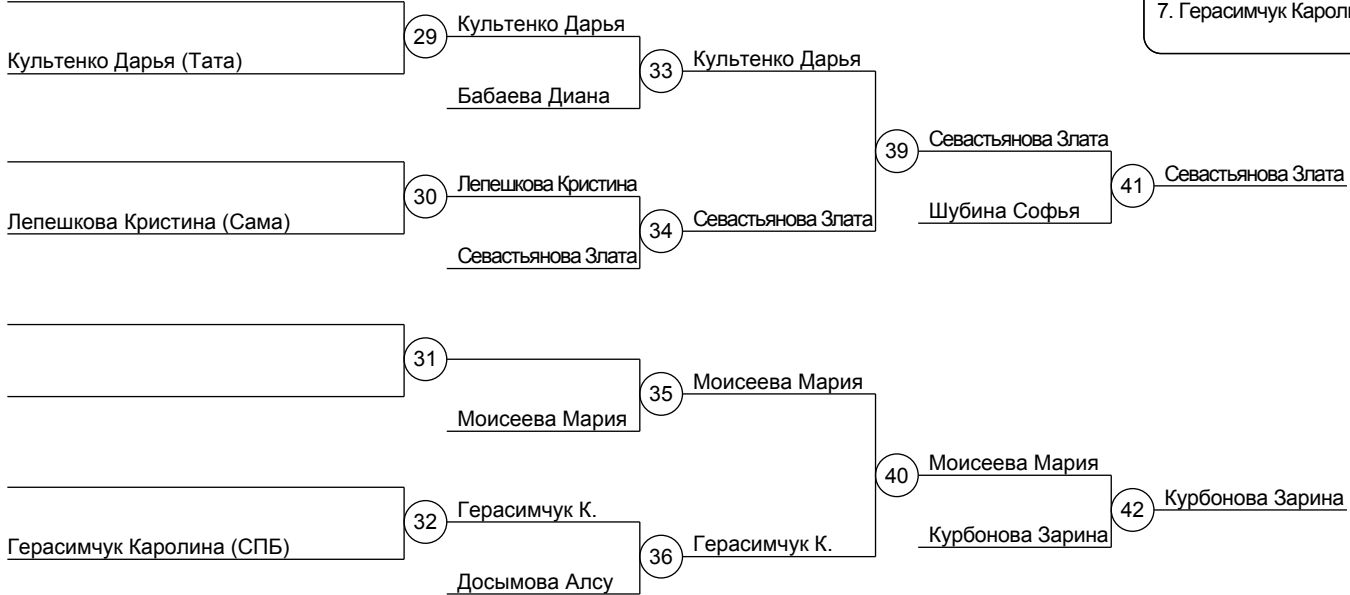 7. Герасимчук
29
Культенко Дарья
Культенко Дарья (Тата)
33
Культенко Дарья
Бабаева Диана
39
Севастьянова Злата
30
Лепешкова Кристина
41
Севастьянова Злата
Лепешкова Кристина (Сама)
34
Севастьянова Злата
Шубина Софья
Севастьянова Злата
31
35
Моисеева Мария
Моисеева Мария
40
Моисеева Мария
32
Герасимчук К.
42
Курбонова Зарина
Герасимчук Каролина (СПБ)
36
Герасимчук К.
Курбонова Зарина
Досымова Алсу